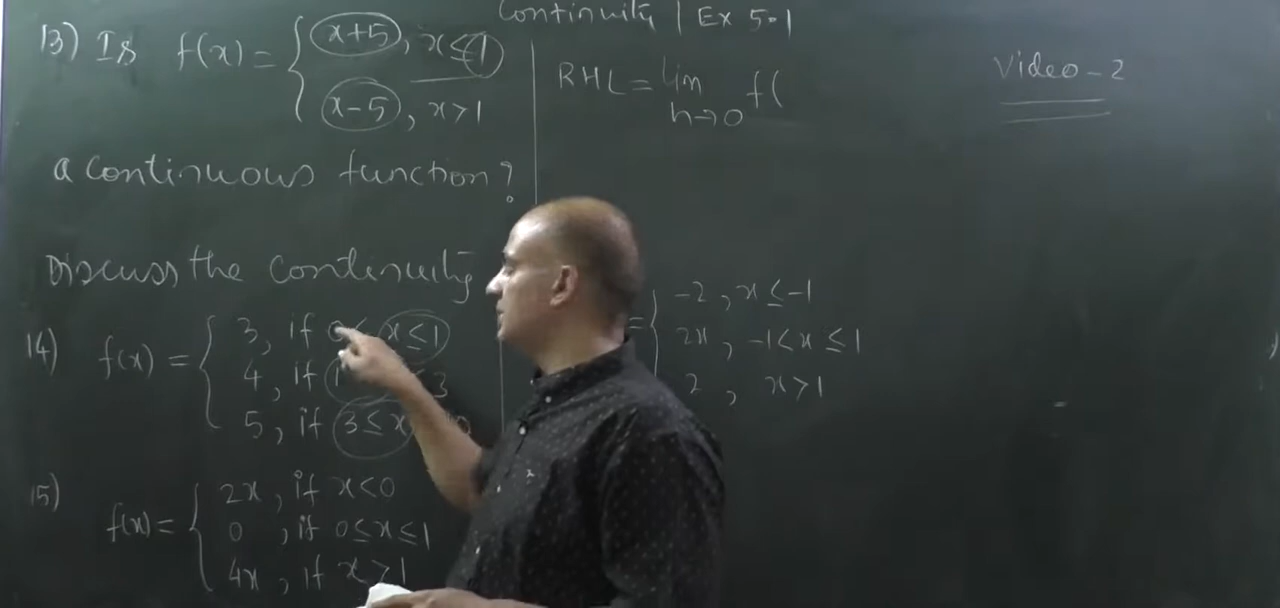 Continuity | Ex 5.1
13) Is f(x) = { x+5, x≤1
x-5, x>1
a continuous function?
RHL = lim f(
h→0
Video-2
Discuss the continuity
14) f(x) = { 3, if 0≤ x≤1
4, if 1 3
5, if 3≤x
15) f(x) = { 2x, if x<0
0, if 0≤x≤1
4x, if x>1
= { -2, x≤-1
2x, -1<x≤1
2, x>1